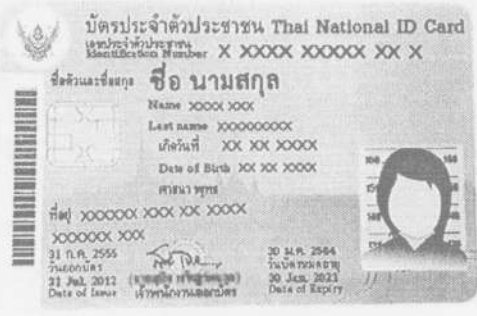 บัตรประจำตัวประชาชน Thai National ID Card
เลขประจำตัวประชาชน
Identification Number X XXXX XXXXX XX X
ชื่อตัวและชื่อสกุล ชื่อ นามสกุล
Name XXXX XXX
Last name XXXXXXXXX
เกิดวันที่ XX XX XXXX
Date of Birth XX XX XXXX
ศาสนา พุทธ
ที่อยู่ XXXXXXX XXX XX XXXX
XXXXXXX XXX
31 ก.ค. 2555
วันออกบัตร
31 Jul. 2012
Date of Issue
เจ้าพนักงานออกบัตร
30 ม.ค. 2564
วันบัตรหมดอายุ
30 Jan. 2021
Date of Expiry
160
150